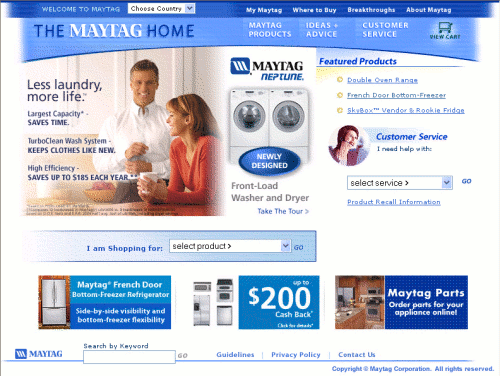 WELCOME TO MAYTAG
Choose Country
My Maytag
Where to Buy
Breakthroughs
About Maytag
THE MAYTAG HOME
MAYTAG PRODUCTS
IDEAS + ADVICE
CUSTOMER SERVICE
VIEW CART
Less laundry,
more life.™
Largest Capacity* -
SAVES TIME.
TurboClean Wash System -
KEEPS CLOTHES LIKE NEW.
High Efficiency -
SAVES UP TO $185 EACH YEAR.**
MAYTAG
NEPTUNE.
NEWLY
DESIGNED
Front-Load
Washer and Dryer
Take The Tour >
Featured Products
Double Oven Range
French Door Bottom-Freezer
SkyBox™ Vendor & Rookie Fridge
Customer Service
I need help with:
select service >
GO
Product Recall Information
I am Shopping for:
select product >
GO
Maytag® French Door
Bottom-Freezer Refrigerator
Side-by-side visibility and
bottom-freezer flexibility
up to
$200
Cash Back*
Click for details*
Maytag Parts
Order parts for your
appliance online!
MAYTAG
Search by Keyword
GO
Guidelines | Privacy Policy | Contact Us
Copyright © Maytag Corporation. All rights reserved.